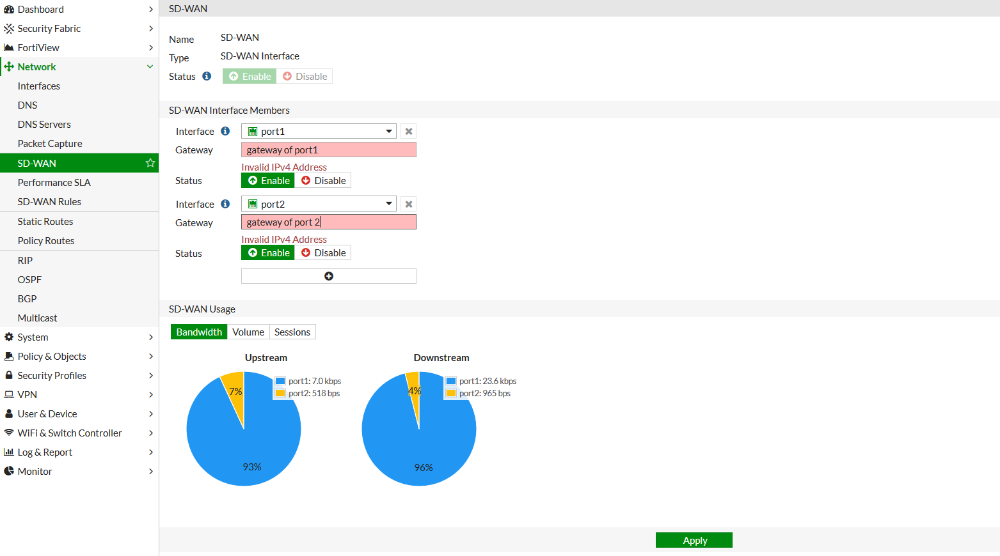 Dashboard
Security Fabric
FortiView
Network
Interfaces
DNS
DNS Servers
Packet Capture
SD-WAN
Performance SLA
SD-WAN Rules
Static Routes
Policy Routes
RIP
OSPF
BGP
Multicast
System
Policy & Objects
Security Profiles
VPN
User & Device
WiFi & Switch Controller
Log & Report
Monitor
SD-WAN
Name SD-WAN
Type SD-WAN Interface
Status Enable Disable
SD-WAN Interface Members
Interface port1
Gateway gateway of port1
Invalid IPv4 Address
Status Enable Disable
Interface port2
Gateway gateway of port 2
Invalid IPv4 Address
Status Enable Disable
SD-WAN Usage
Bandwidth Volume Sessions
Upstream
port1: 7.0 kbps
port2: 518 bps
7%
93%
Downstream
port1: 23.6 kbps
port2: 965 bps
4%
96%
Apply